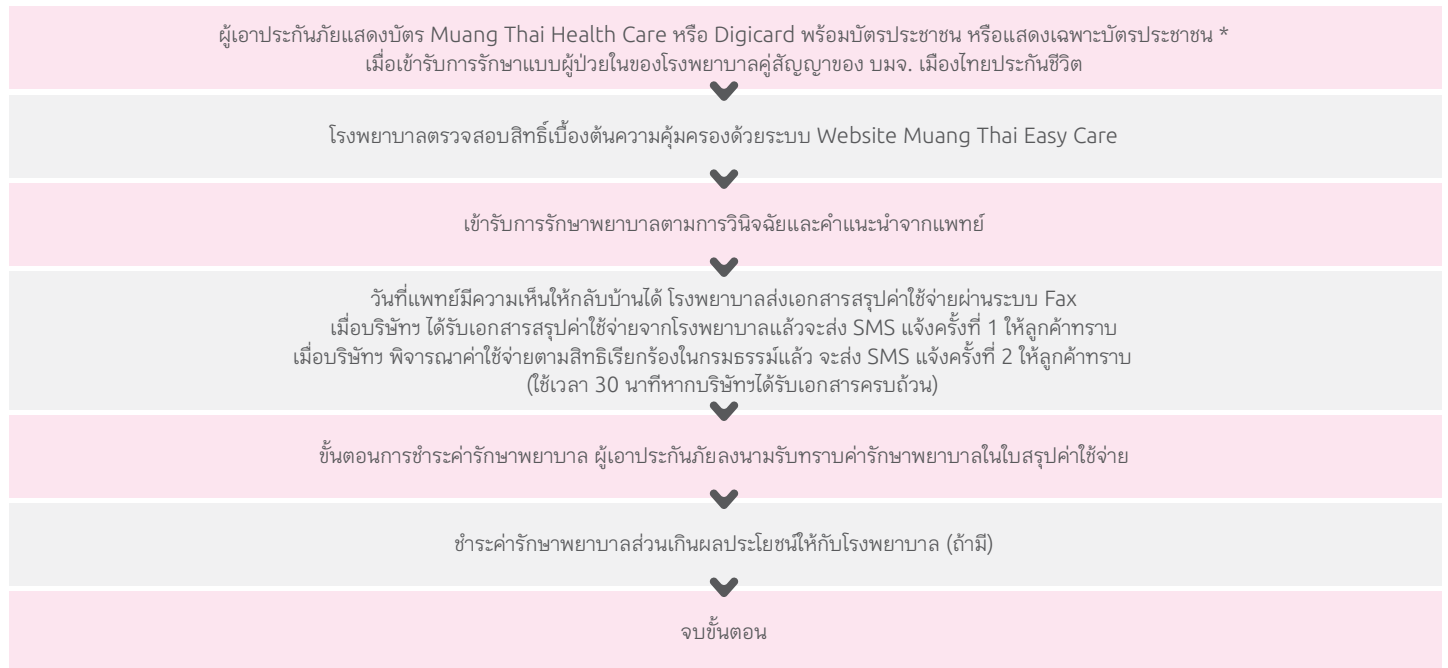 ผู้เอาประกันภัยแสดงบัตร Muang Thai Health Care หรือ Digicard พร้อมบัตรประชาชน หรือแสดงเฉพาะบัตรประชาชน *
เมื่อเข้ารับการรักษาแบบผู้ป่วยในของโรงพยาบาลคู่สัญญาของ บมจ. เมืองไทยประกันชีวิต
โรงพยาบาลตรวจสอบสิทธิ์เบื้องต้นความคุ้มครองด้วยระบบ Website Muang Thai Easy Care
เข้ารับการรักษาพยาบาลตามการวินิจฉัยและคำแนะนำจากแพทย์
วันที่แพทย์มีความเห็นให้กลับบ้านได้ โรงพยาบาลส่งเอกสารสรุปค่าใช้จ่ายผ่านระบบ Fax
เมื่อบริษัทฯ ได้รับเอกสารสรุปค่าใช้จ่ายจากโรงพยาบาลแล้วจะส่ง SMS แจ้งครั้งที่ 1 ให้ลูกค้าทราบ
เมื่อบริษัทฯ พิจารณาค่าใช้จ่ายตามสิทธิเรียกร้องในกรมธรรม์แล้ว จะส่ง SMS แจ้งครั้งที่ 2 ให้ลูกค้าทราบ
(ใช้เวลา 30 นาทีหากบริษัทฯได้รับเอกสารครบถ้วน)
ขั้นตอนการชำระค่ารักษาพยาบาล ผู้เอาประกันภัยลงนามรับทราบค่ารักษาพยาบาลในใบสรุปค่าใช้จ่าย
ชำระค่ารักษาพยาบาลส่วนเกินผลประโยชน์ให้กับโรงพยาบาล (ถ้ามี)
จบขั้นตอน